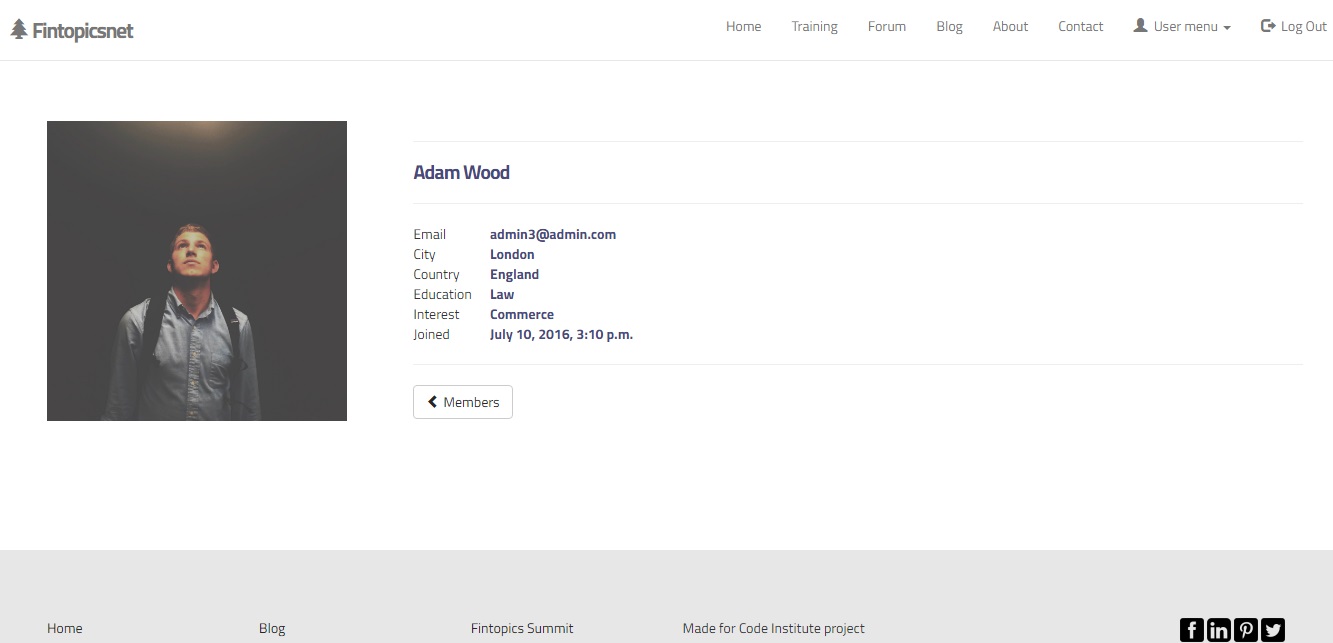 Fintopicsnet
Home Training Forum Blog About Contact User menu Log Out
Adam Wood
Email admin3@admin.com
City London
Country England
Education Law
Interest Commerce
Joined July 10, 2016, 3:10 p.m.
Members
Home Blog Fintopics Summit Made for Code Institute project